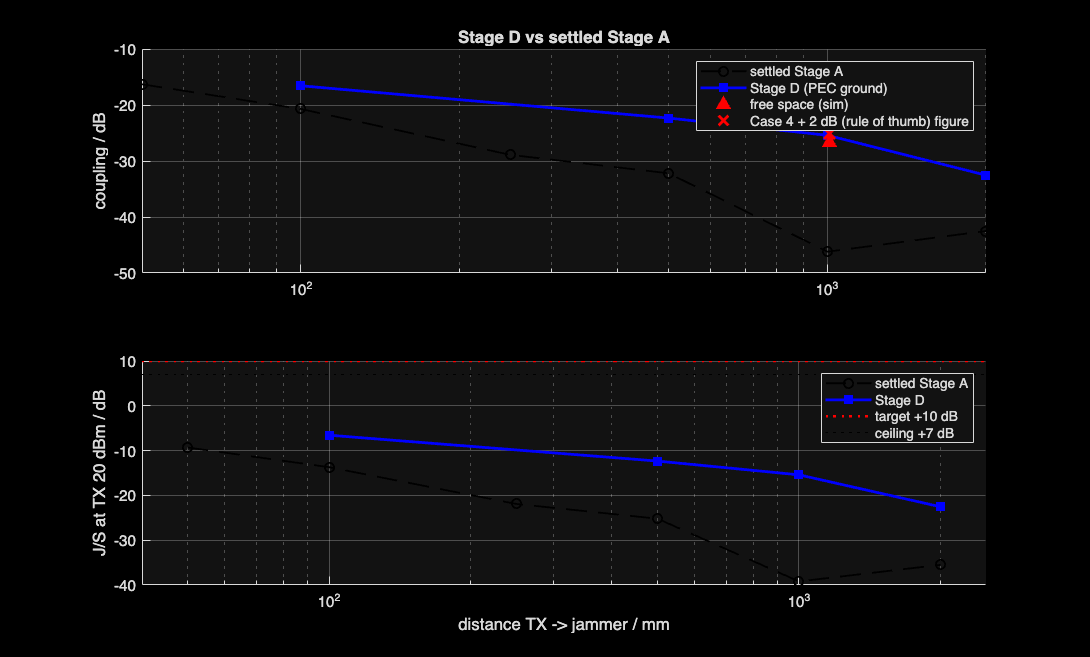 Stage D vs settled Stage A
-10
-20
-30
-40
-50
coupling / dB
10²
10³
settled Stage A
Stage D (PEC ground)
free space (sim)
Case 4 + 2 dB (rule of thumb) figure
10
0
-10
-20
-30
-40
J/S at TX 20 dBm / dB
10²
10³
settled Stage A
Stage D
target +10 dB
ceiling +7 dB
distance TX -> jammer / mm